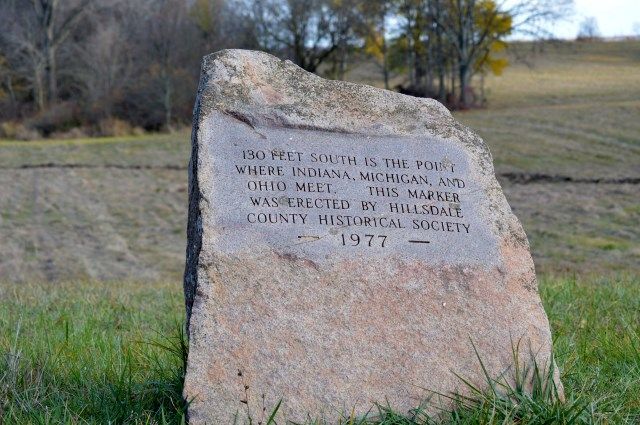 130 FEET SOUTH IS THE POINT
WHERE INDIANA, MICHIGAN, AND
OHIO MEET. THIS MARKER
WAS ERECTED BY HILLSDALE
COUNTY HISTORICAL SOCIETY
— 1977 —